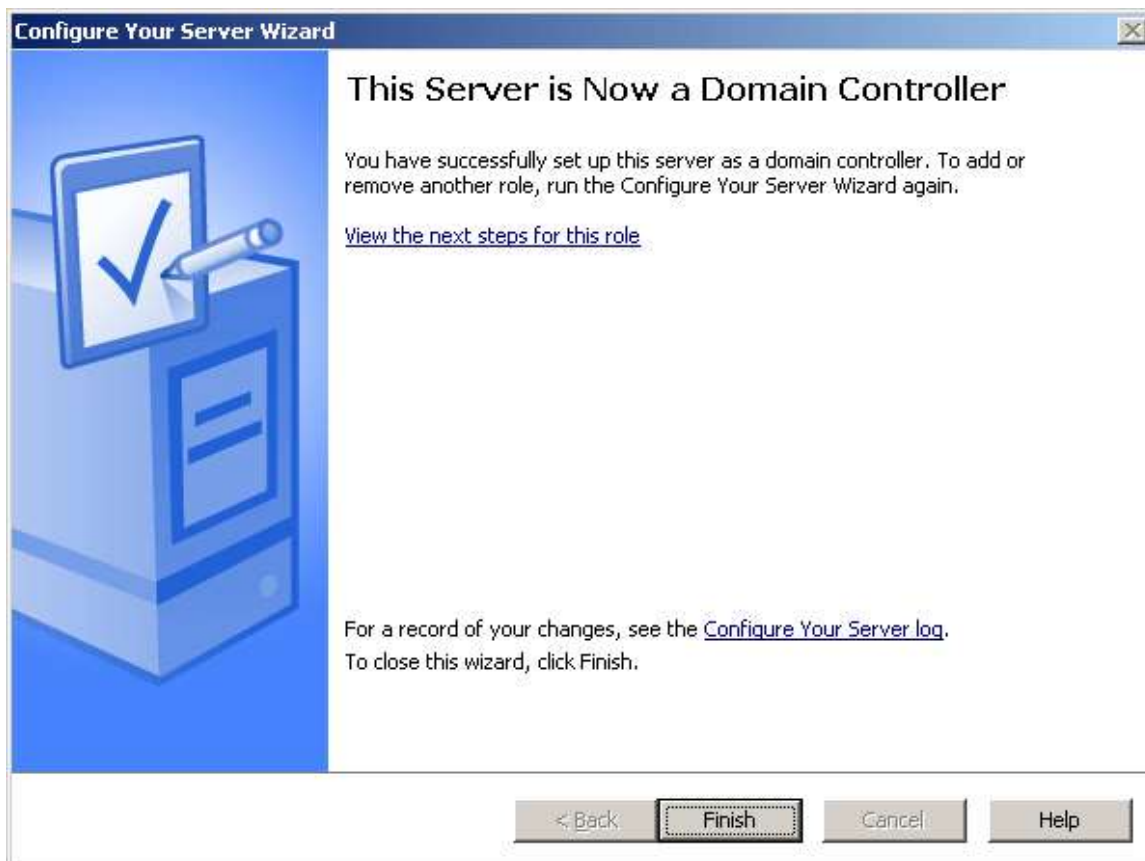 Configure Your Server Wizard
This Server is Now a Domain Controller
You have successfully set up this server as a domain controller. To add or
remove another role, run the Configure Your Server Wizard again.
View the next steps for this role
For a record of your changes, see the Configure Your Server log.
To close this wizard, click Finish.
< Back Finish Cancel Help